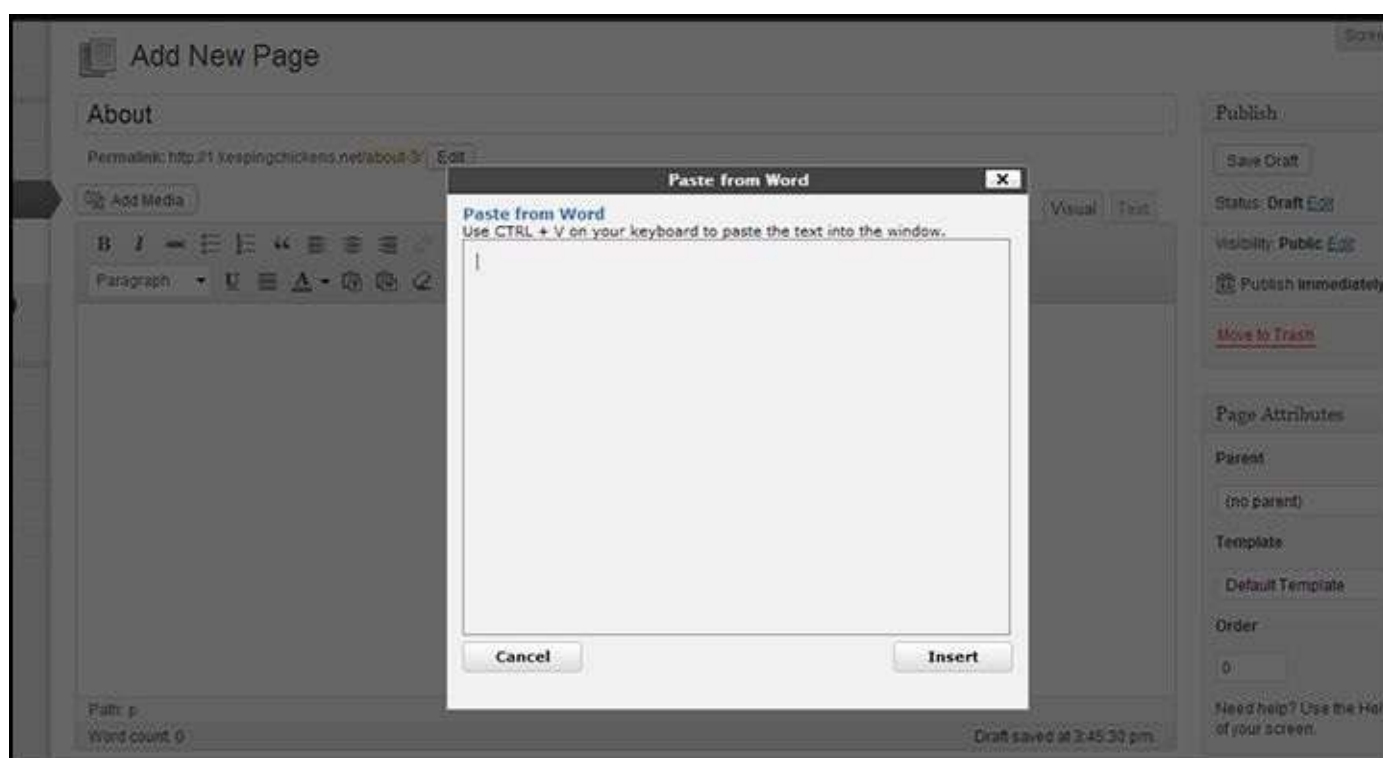 Add New Page
Scree
About
Permalink: http://1.keepingchickens.net/about-3/ Edit
Add Media
Visual Text
B I
Paragraph U A
Paste from Word
Paste from Word
Use CTRL + V on your keyboard to paste the text into the window.
Cancel Insert
Path: p
Word count: 0
Draft saved at 3:45:30 pm.
Publish
Save Draft
Status: Draft Edit
Visibility: Public Edit
Publish immediately
Move to Trash
Page Attributes
Parent
(no parent)
Template
Default Template
Order
0
Need help? Use the Hel
of your screen.